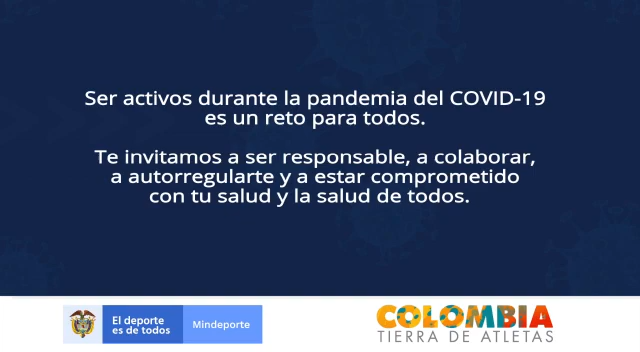 Ser activos durante la pandemia del COVID-19
es un reto para todos.
Te invitamos a ser responsable, a colaborar,
a autorregularte y a estar comprometido
con tu salud y la salud de todos.
El deporte
es de todos
Mindeporte
COLOMBIA
TIERRA DE ATLETAS